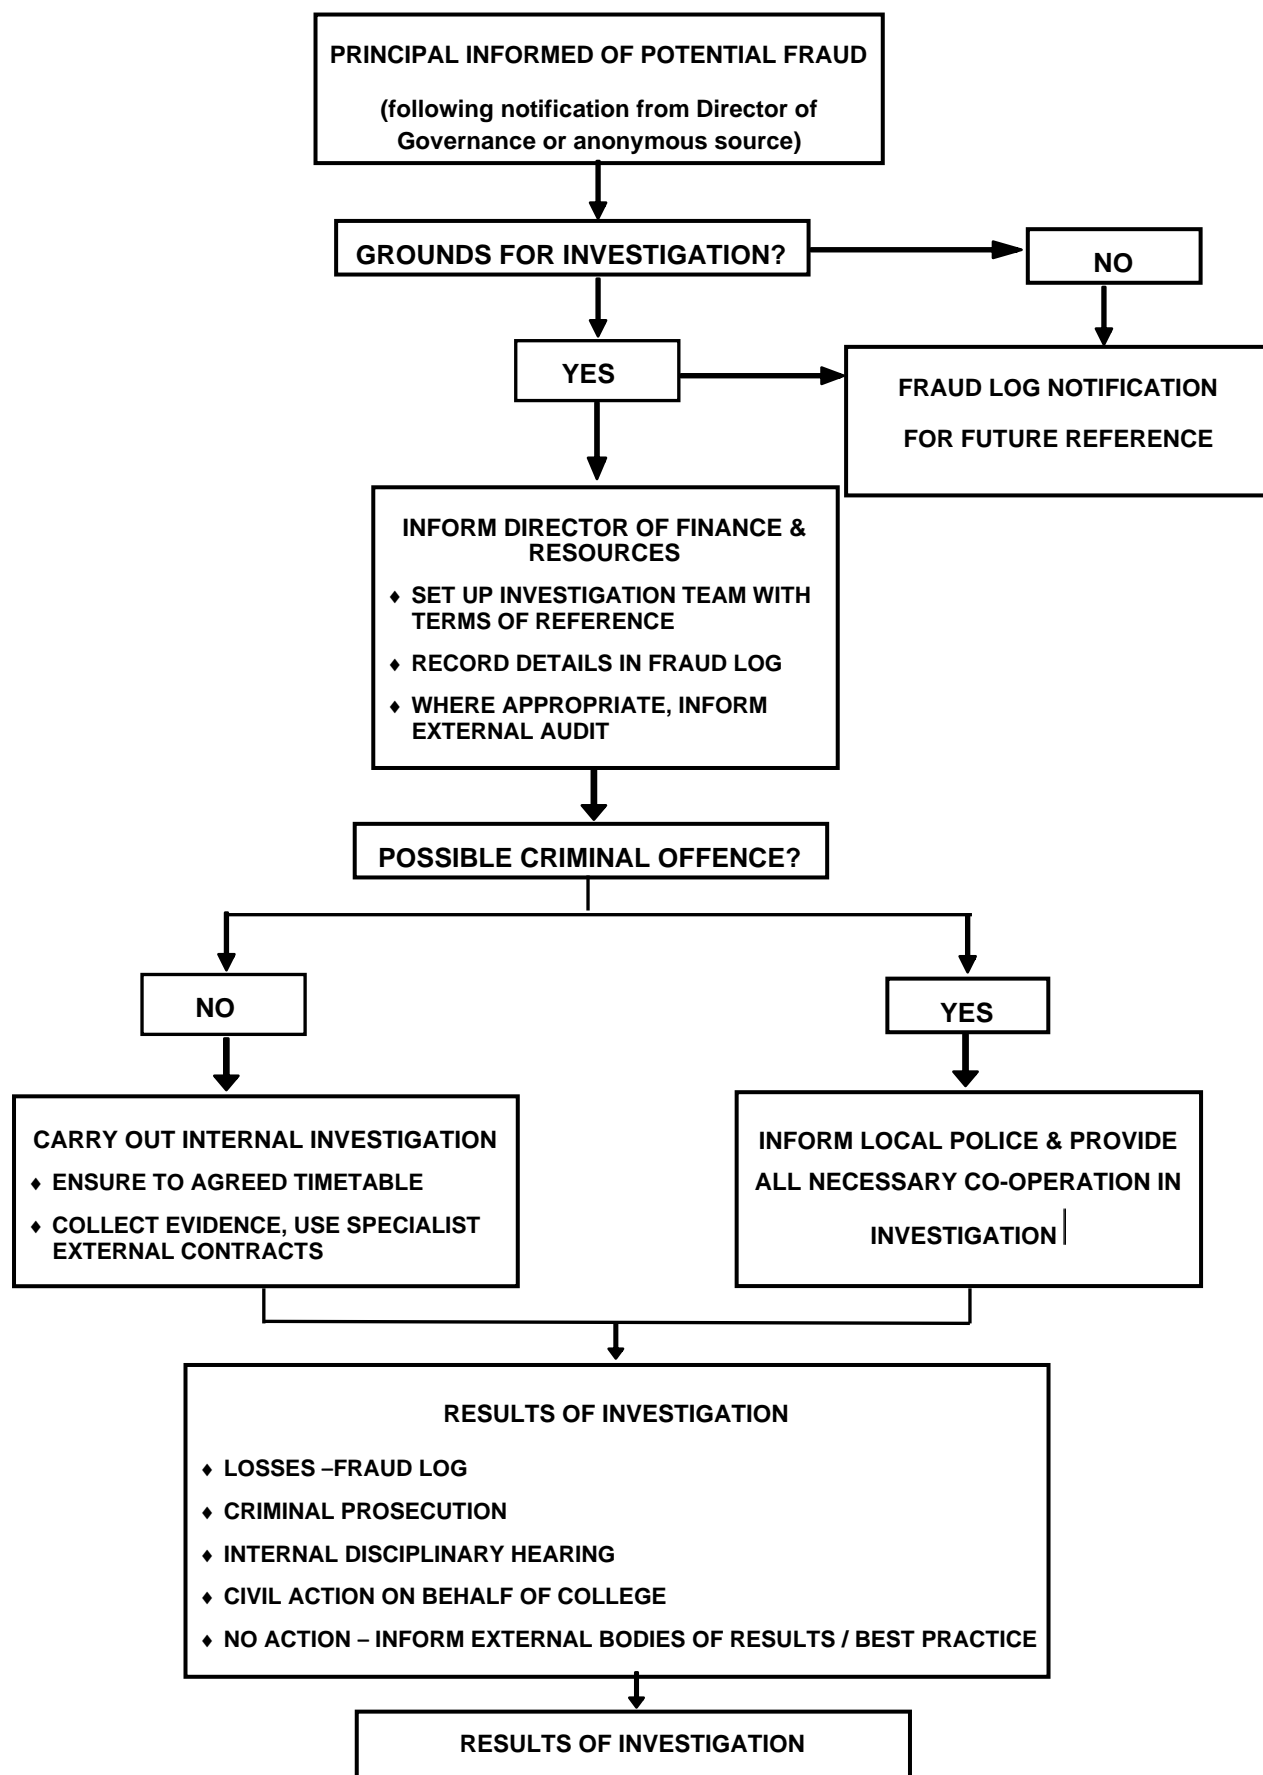 PRINCIPAL INFORMED OF POTENTIAL FRAUD
(following notification from Director of
Governance or anonymous source)
GROUNDS FOR INVESTIGATION?
NO
YES
FRAUD LOG NOTIFICATION
FOR FUTURE REFERENCE
INFORM DIRECTOR OF FINANCE &
RESOURCES
♦ SET UP INVESTIGATION TEAM WITH
TERMS OF REFERENCE
♦ RECORD DETAILS IN FRAUD LOG
♦ WHERE APPROPRIATE, INFORM
EXTERNAL AUDIT
POSSIBLE CRIMINAL OFFENCE?
NO
YES
CARRY OUT INTERNAL INVESTIGATION
♦ ENSURE TO AGREED TIMETABLE
♦ COLLECT EVIDENCE, USE SPECIALIST
EXTERNAL CONTRACTS
INFORM LOCAL POLICE & PROVIDE
ALL NECESSARY CO-OPERATION IN
INVESTIGATION
RESULTS OF INVESTIGATION
♦ LOSSES –FRAUD LOG
♦ CRIMINAL PROSECUTION
♦ INTERNAL DISCIPLINARY HEARING
♦ CIVIL ACTION ON BEHALF OF COLLEGE
♦ NO ACTION – INFORM EXTERNAL BODIES OF RESULTS / BEST PRACTICE
RESULTS OF INVESTIGATION